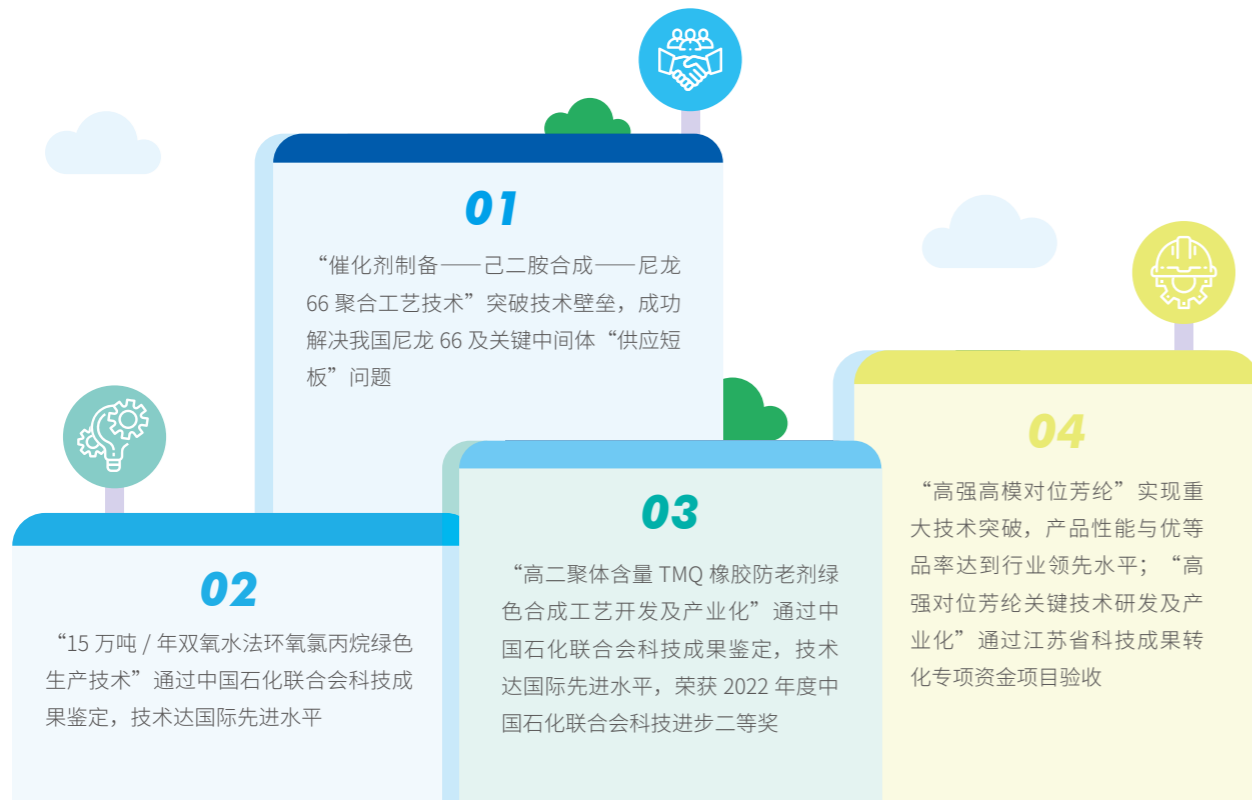 01
“催化剂制备——己二胺合成——尼龙
66 聚合工艺技术”突破技术壁垒，成功
解决我国尼龙 66 及关键中间体“供应短
板”问题
02
“15 万吨 / 年双氧水法环氧氯丙烷绿色
生产技术”通过中国石化联合会科技成
果鉴定，技术达国际先进水平
03
“高二聚体含量 TMQ 橡胶防老剂绿
色合成工艺开发及产业化”通过中
国石化联合会科技成果鉴定，技术
达国际先进水平，荣获 2022 年度中
国石化联合会科技进步二等奖
04
“高强高模对位芳纶”实现重
大技术突破，产品性能与优等
品率达到行业领先水平；“高
强对位芳纶关键技术研发及产
业化”通过江苏省科技成果转
化专项资金项目验收